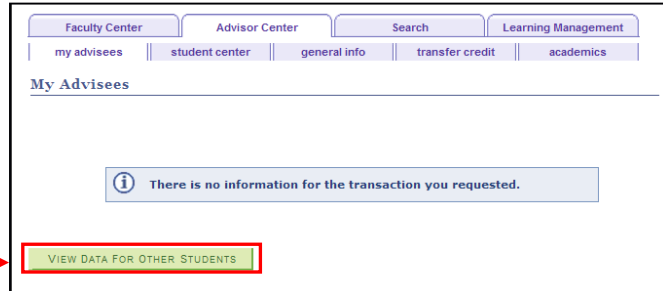 Faculty Center Advisor Center Search Learning Management
my advisees student center general info transfer credit academics
My Advisees
There is no information for the transaction you requested.
VIEW DATA FOR OTHER STUDENTS